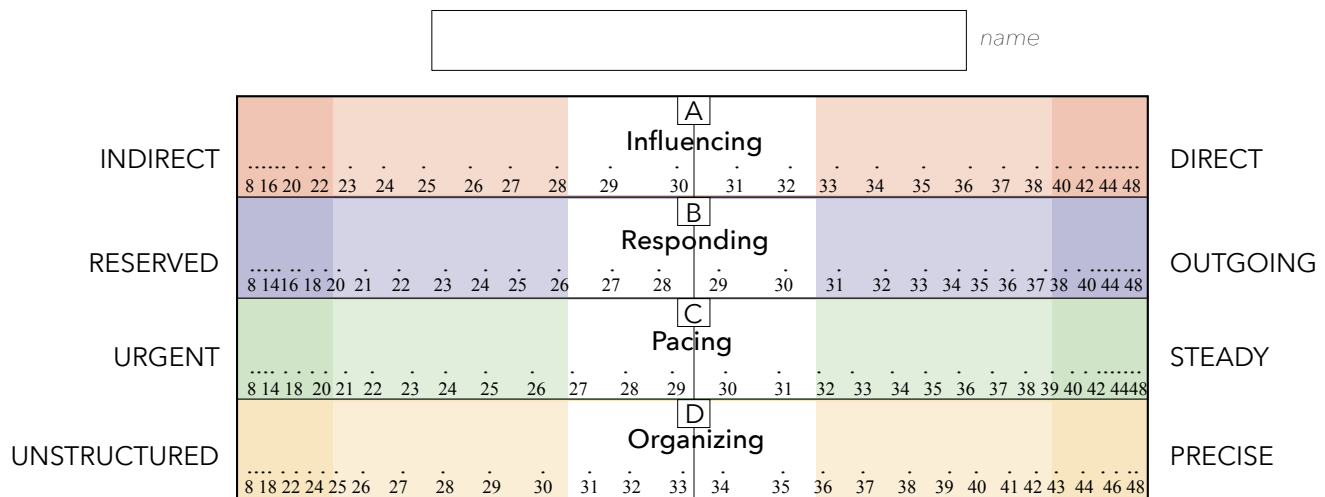 name
A
Influencing
INDIRECT
DIRECT
8 16 20 22 23 24 25 26 27 28 29 30 31 32 33 34 35 36 37 38 40 42 44 48
B
Responding
RESERVED
OUTGOING
8 14 16 18 20 21 22 23 24 25 26 27 28 29 30 31 32 33 34 35 36 37 38 40 44 48
C
Pacing
URGENT
STEADY
8 14 18 20 21 22 23 24 25 26 27 28 29 30 31 32 33 34 35 36 37 38 39 40 42 44 48
D
Organizing
UNSTRUCTURED
PRECISE
8 18 22 24 25 26 27 28 29 30 31 32 33 34 35 36 37 38 39 40 41 42 43 44 46 48